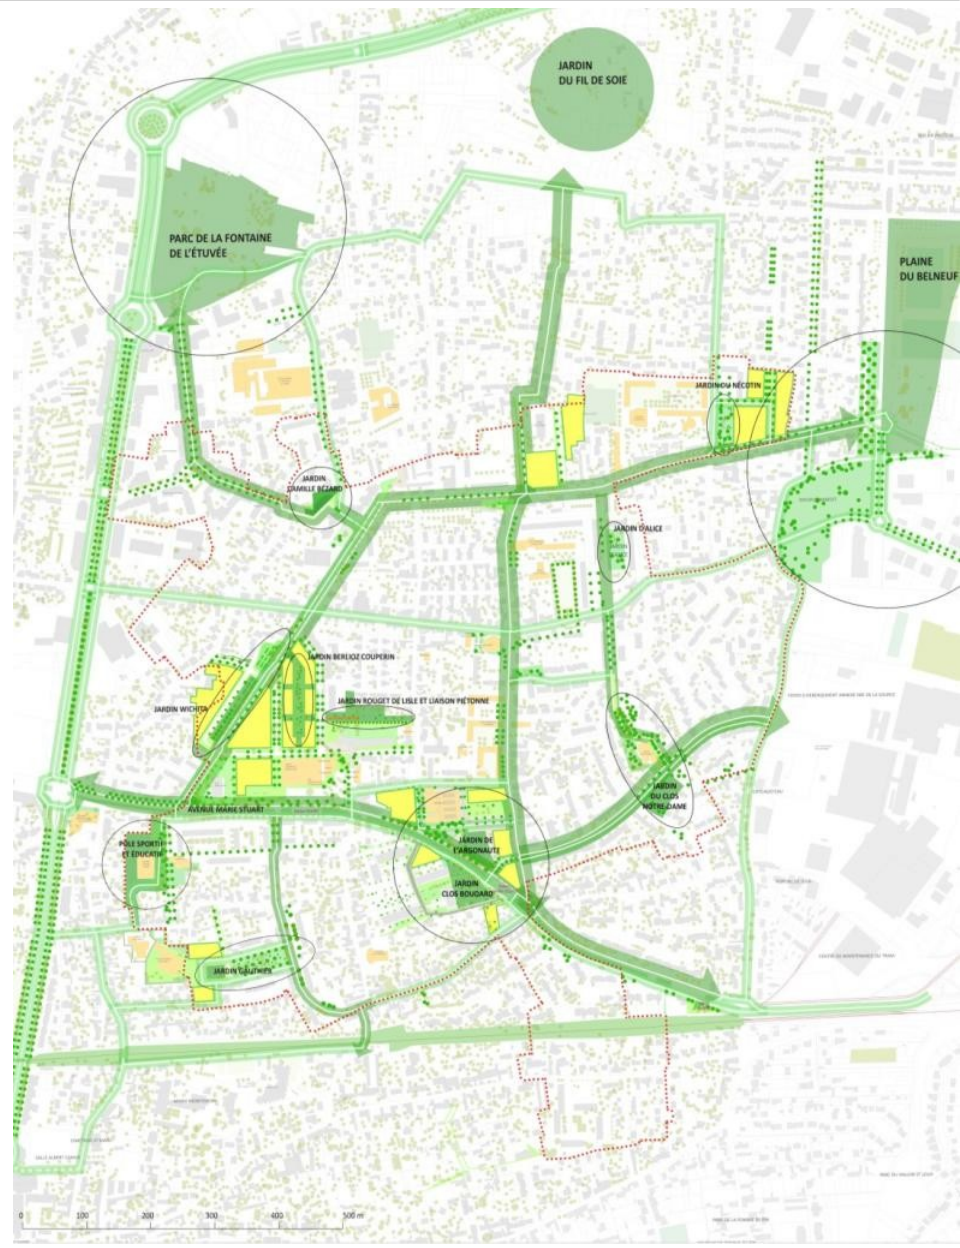 JARDIN
DU FIL DE SOIE
PARC DE LA FONTAINE
DE L'ÉTUVÉE
PLAINE
DU BELNEUF
JARDIN DU NÉCOTIN
JARDIN
CAMILLE BÉZARD
JARDIN D'ALICE
JARDIN BERLIOZ COUPERIN
JARDIN ROUGET DE LISLE ET LIAISON PIÉTONNE
JARDIN WICHITA
AVENUE MARIE STUART
JARDIN
DU CLOS
NOTRE-DAME
PÔLE SPORTIF
ET ÉDUCATIF
JARDIN DE
L'ARGONAUTE
JARDIN
CLOS BOUDARD
JARDIN GAUTHIER
0 100 200 300 400 500 m